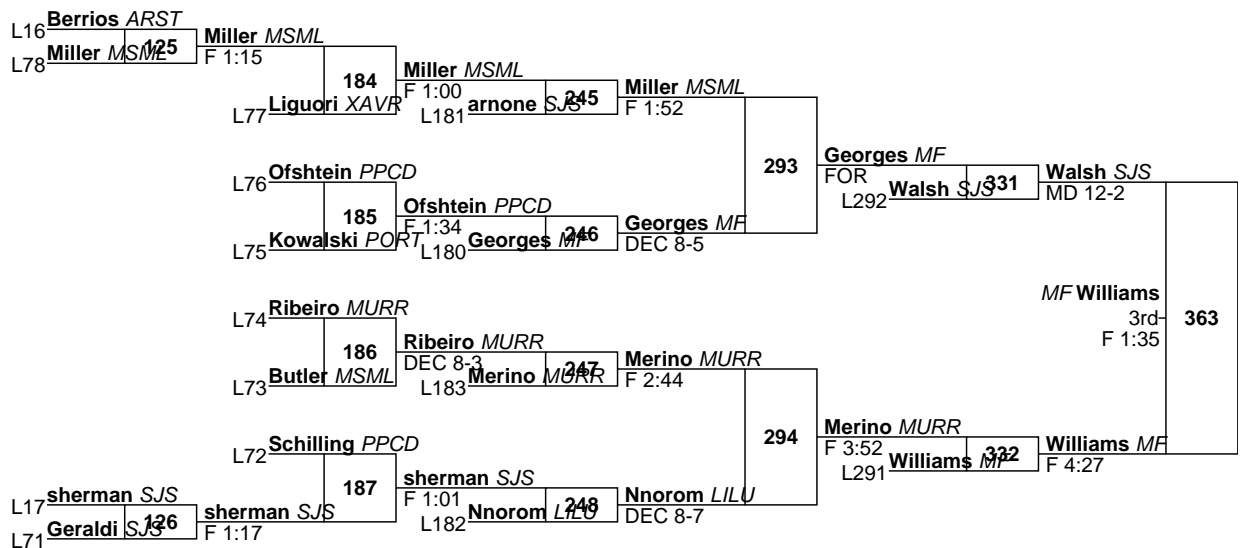 L16 Berrios ARST
125
L78 Miller MSML
Miller MSML
F 1:15
184
L77 Liguori XAVR
Miller MSML
F 1:00
245
L181 arnone SJS
Miller MSML
F 1:52
L76 Ofshtein PPCD
185
L75 Kowalski PORT
Ofshtein PPCD
F 1:34
246
L180 Georges MF
Georges MF
DEC 8-5
293
Georges MF
FOR
331
L292 Walsh SJS
Walsh SJS
MD 12-2
L74 Ribeiro MURR
186
L73 Butler MSML
Ribeiro MURR
DEC 8-3
247
L183 Merino MURR
Merino MURR
F 2:44
L72 Schilling PPCD
187
L17 sherman SJS
126
L71 Geraldi SJS
sherman SJS
F 1:17
sherman SJS
F 1:01
248
L182 Nnorom LILU
Nnorom LILU
DEC 8-7
294
Merino MURR
F 3:52
332
L291 Williams MF
Williams MF
F 4:27
MF Williams
3rd
F 1:35
363